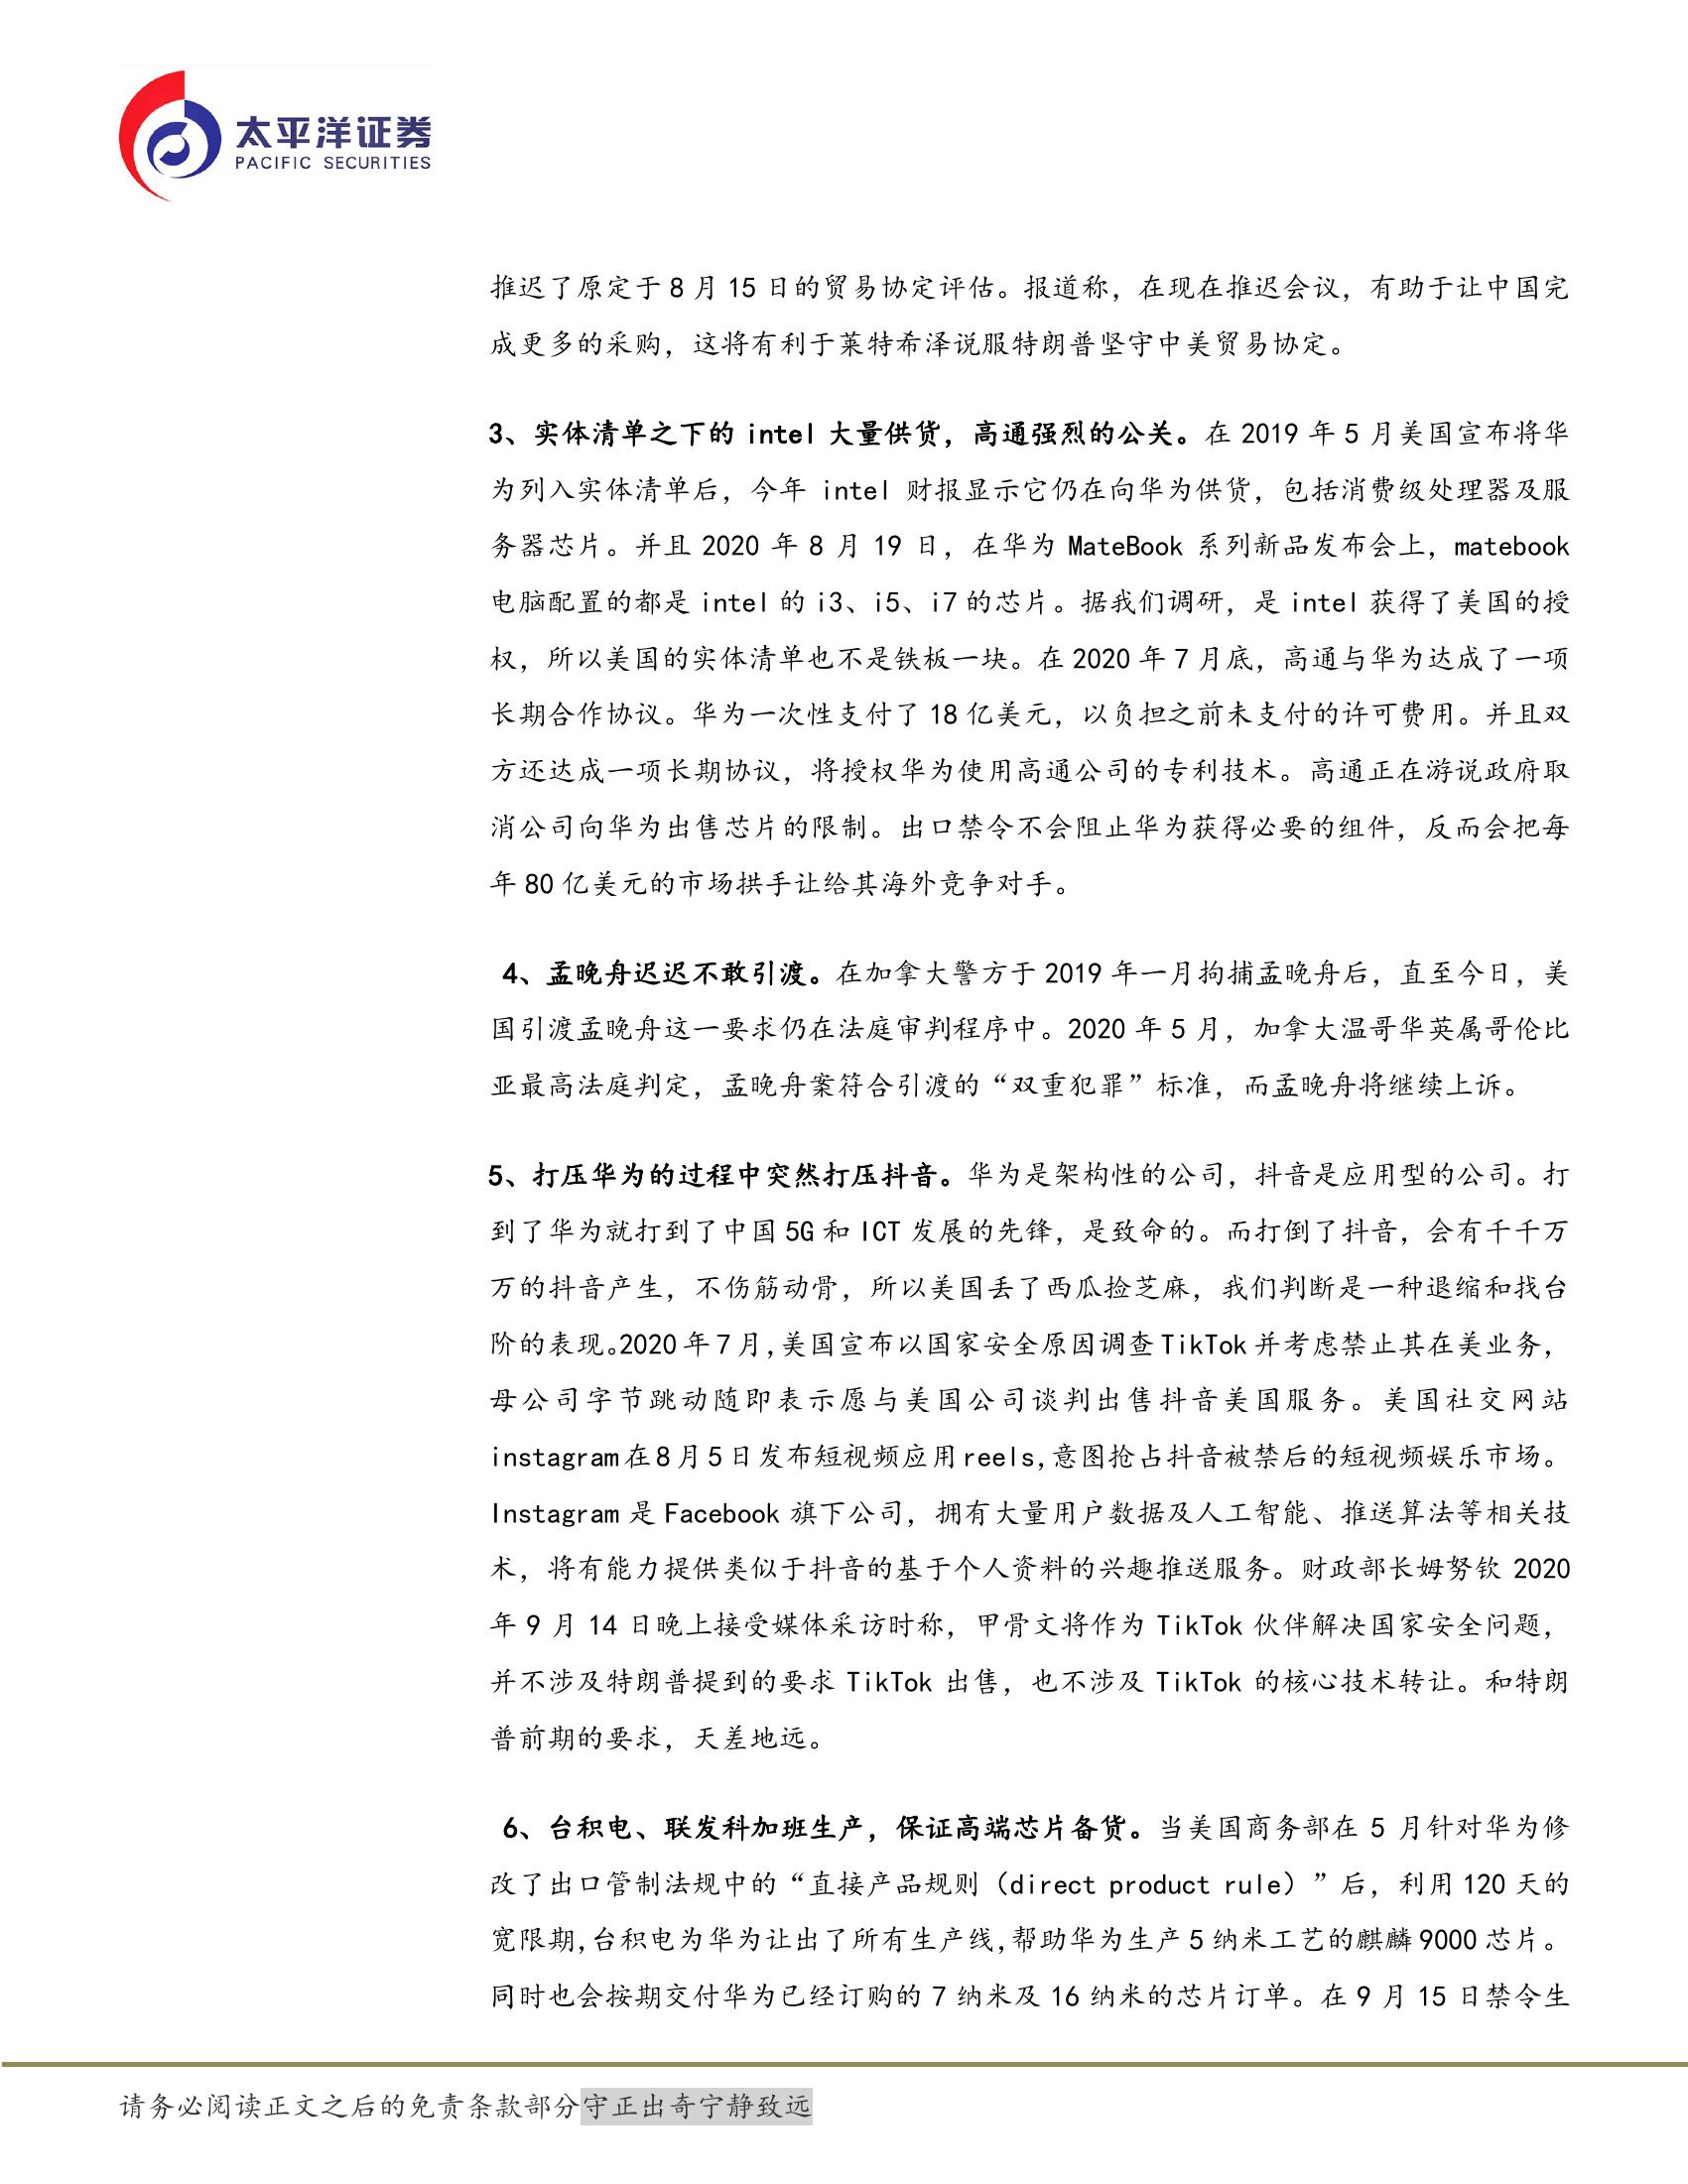 太平洋证券
PACIFIC SECURITIES
推迟了原定于 8 月 15 日的贸易协定评估。报道称，在现在推迟会议，有助于让中国完
成更多的采购，这将有利于莱特希泽说服特朗普坚守中美贸易协定。
3、实体清单之下的 intel 大量供货，高通强烈的公关。在 2019 年 5 月美国宣布将华
为列入实体清单后，今年 intel 财报显示它仍在向华为供货，包括消费级处理器及服
务器芯片。并且 2020 年 8 月 19 日，在华为 MateBook 系列新品发布会上，matebook
电脑配置的都是 intel 的 i3、i5、i7 的芯片。据我们调研，是 intel 获得了美国的授
权，所以美国的实体清单也不是铁板一块。在 2020 年 7 月底，高通与华为达成了一项
长期合作协议。华为一次性支付了 18 亿美元，以负担之前未支付的许可费用。并且双
方还达成一项长期协议，将授权华为使用高通公司的专利技术。高通正在游说政府取
消公司向华为出售芯片的限制。出口禁令不会阻止华为获得必要的组件，反而会把每
年 80 亿美元的市场拱手让给其海外竞争对手。
4、孟晚舟迟迟不敢引渡。在加拿大警方于 2019 年一月拘捕孟晚舟后，直至今日，美
国引渡孟晚舟这一要求仍在法庭审判程序中。2020 年 5 月，加拿大温哥华英属哥伦比
亚最高法庭判定，孟晚舟案符合引渡的“双重犯罪”标准，而孟晚舟将继续上诉。
5、打压华为的过程中突然打压抖音。华为是架构性的公司，抖音是应用型的公司。打
到了华为就打到了中国 5G 和 ICT 发展的先锋，是致命的。而打倒了抖音，会有千千万
万的抖音产生，不伤筋动骨，所以美国丢了西瓜捡芝麻，我们判断是一种退缩和找台
阶的表现。2020 年 7 月,美国宣布以国家安全原因调查 TikTok 并考虑禁止其在美业务，
母公司字节跳动随即表示愿与美国公司谈判出售抖音美国服务。美国社交网站
instagram 在 8 月 5 日发布短视频应用 reels,意图抢占抖音被禁后的短视频娱乐市场。
Instagram 是 Facebook 旗下公司，拥有大量用户数据及人工智能、推送算法等相关技
术，将有能力提供类似于抖音的基于个人资料的兴趣推送服务。财政部长姆努钦 2020
年 9 月 14 日晚上接受媒体采访时称，甲骨文将作为 TikTok 伙伴解决国家安全问题，
并不涉及特朗普提到的要求 TikTok 出售，也不涉及 TikTok 的核心技术转让。和特朗
普前期的要求，天差地远。
6、台积电、联发科加班生产，保证高端芯片备货。当美国商务部在 5 月针对华为修
改了出口管制法规中的“直接产品规则（direct product rule）”后，利用 120 天的
宽限期,台积电为华为让出了所有生产线,帮助华为生产 5 纳米工艺的麒麟 9000 芯片。
同时也会按期交付华为已经订购的 7 纳米及 16 纳米的芯片订单。在 9 月 15 日禁令生
请务必阅读正文之后的免责条款部分守正出奇宁静致远